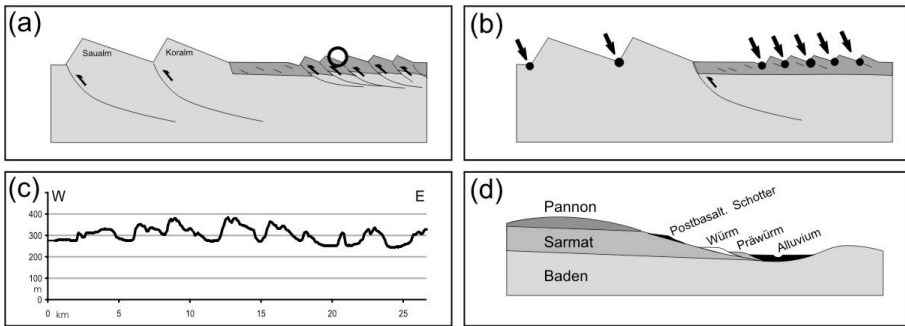 (a)
Saualm
Koralm
(b)
(c)
W
E
400
300
200
100
m
0
0 km 5 10 15 20 25
(d)
Pannon
Sarmat
Baden
Postbasalt. Schotter
Würm
Präwürm
Alluvium